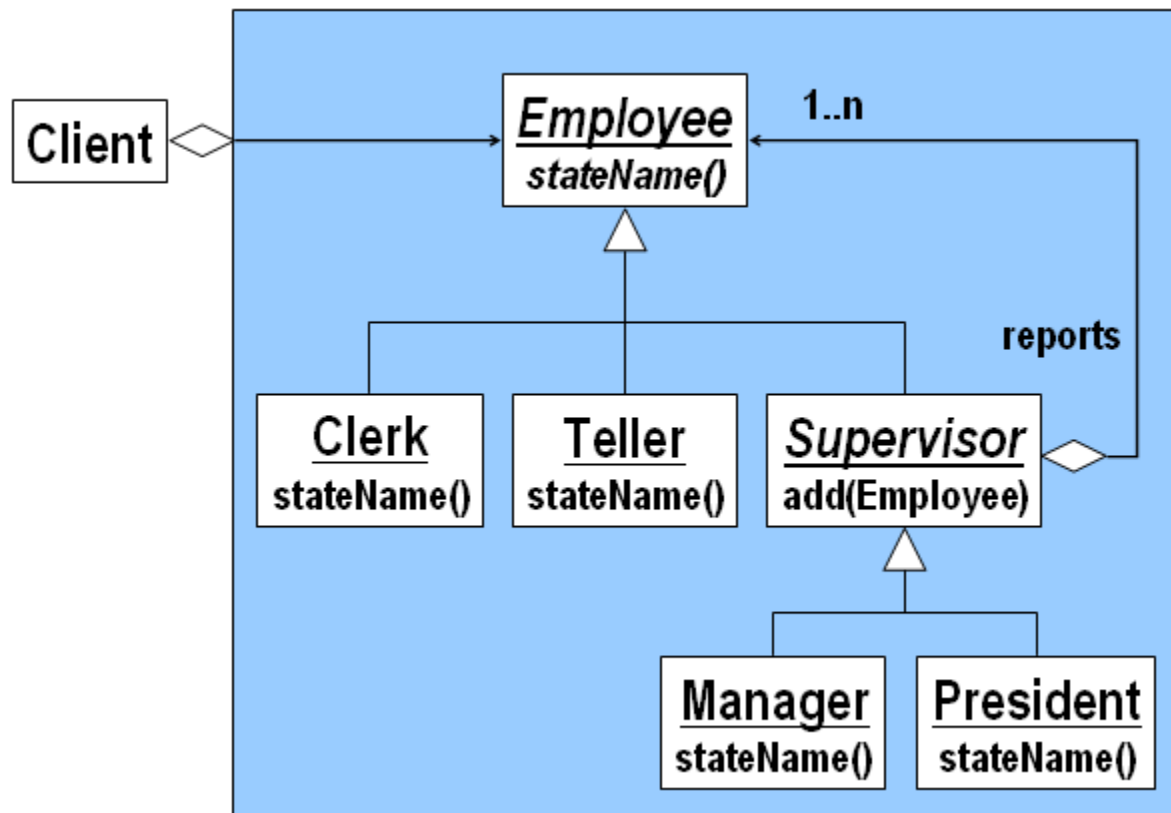 Client
Employee
stateName()
1..n
reports
Clerk
stateName()
Teller
stateName()
Supervisor
add(Employee)
Manager
stateName()
President
stateName()